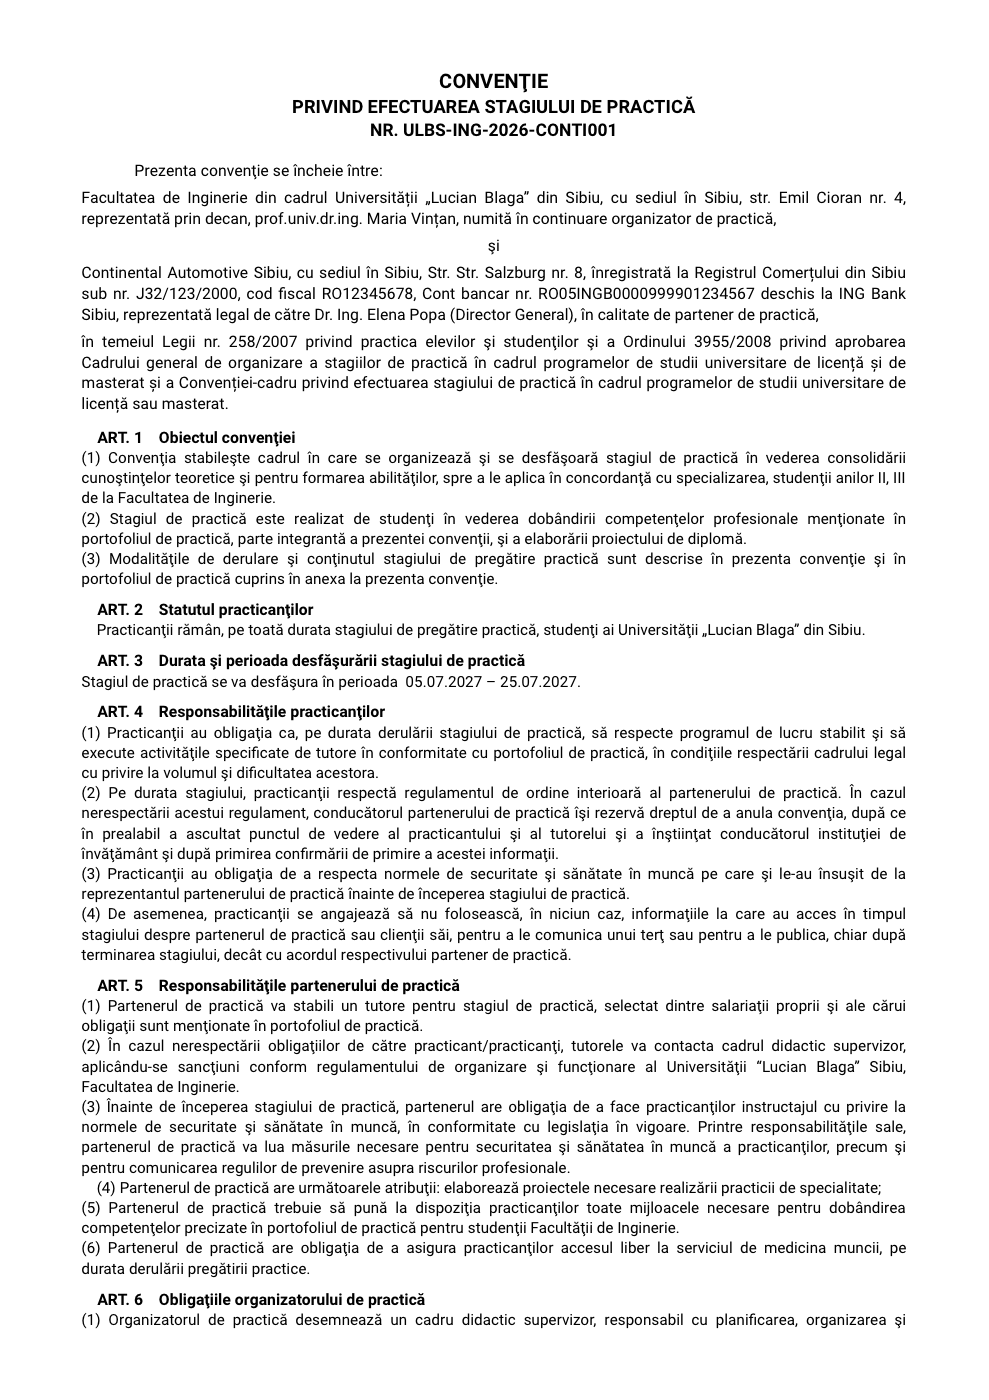 CONVENŢIE
PRIVIND EFECTUAREA STAGIULUI DE PRACTICĂ
NR. ULBS-ING-2026-CONTI001
Prezenta convenţie se încheie între:
Facultatea de Inginerie din cadrul Universității „Lucian Blaga” din Sibiu, cu sediul în Sibiu, str. Emil Cioran nr. 4,
reprezentată prin decan, prof.univ.dr.ing. Maria Vințan, numită în continuare organizator de practică,
şi
Continental Automotive Sibiu, cu sediul în Sibiu, Str. Str. Salzburg nr. 8, înregistrată la Registrul Comerțului din Sibiu
sub nr. J32/123/2000, cod fiscal RO12345678, Cont bancar nr. RO05INGB0000999901234567 deschis la ING Bank
Sibiu, reprezentată legal de către Dr. Ing. Elena Popa (Director General), în calitate de partener de practică,
în temeiul Legii nr. 258/2007 privind practica elevilor şi studenţilor şi a Ordinului 3955/2008 privind aprobarea
Cadrului general de organizare a stagiilor de practică în cadrul programelor de studii universitare de licență și de
masterat și a Convenției-cadru privind efectuarea stagiului de practică în cadrul programelor de studii universitare de
licență sau masterat.
ART. 1 Obiectul convenţiei
(1) Convenţia stabileşte cadrul în care se organizează şi se desfăşoară stagiul de practică în vederea consolidării
cunoştinţelor teoretice şi pentru formarea abilităţilor, spre a le aplica în concordanţă cu specializarea, studenţii anilor II, III
de la Facultatea de Inginerie.
(2) Stagiul de practică este realizat de studenţi în vederea dobândirii competenţelor profesionale menţionate în
portofoliul de practică, parte integrantă a prezentei convenţii, şi a elaborării proiectului de diplomă.
(3) Modalităţile de derulare şi conţinutul stagiului de pregătire practică sunt descrise în prezenta convenţie şi în
portofoliul de practică cuprins în anexa la prezenta convenţie.
ART. 2 Statutul practicanţilor
Practicanţii rămân, pe toată durata stagiului de pregătire practică, studenţi ai Universităţii „Lucian Blaga” din Sibiu.
ART. 3 Durata şi perioada desfăşurării stagiului de practică
Stagiul de practică se va desfăşura în perioada 05.07.2027 – 25.07.2027.
ART. 4 Responsabilităţile practicanţilor
(1) Practicanţii au obligaţia ca, pe durata derulării stagiului de practică, să respecte programul de lucru stabilit şi să
execute activităţile specificate de tutore în conformitate cu portofoliul de practică, în condiţiile respectării cadrului legal
cu privire la volumul şi dificultatea acestora.
(2) Pe durata stagiului, practicanţii respectă regulamentul de ordine interioară al partenerului de practică. În cazul
nerespectării acestui regulament, conducătorul partenerului de practică îşi rezervă dreptul de a anula convenţia, după ce
în prealabil a ascultat punctul de vedere al practicantului şi al tutorelui şi a înştiinţat conducătorul instituţiei de
învăţământ şi după primirea confirmării de primire a acestei informaţii.
(3) Practicanţii au obligaţia de a respecta normele de securitate şi sănătate în muncă pe care şi le-au însuşit de la
reprezentantul partenerului de practică înainte de începerea stagiului de practică.
(4) De asemenea, practicanţii se angajează să nu folosească, în niciun caz, informaţiile la care au acces în timpul
stagiului despre partenerul de practică sau clienţii săi, pentru a le comunica unui terţ sau pentru a le publica, chiar după
terminarea stagiului, decât cu acordul respectivului partener de practică.
ART. 5 Responsabilităţile partenerului de practică
(1) Partenerul de practică va stabili un tutore pentru stagiul de practică, selectat dintre salariaţii proprii şi ale cărui
obligaţii sunt menţionate în portofoliul de practică.
(2) În cazul nerespectării obligaţiilor de către practicant/practicanţi, tutorele va contacta cadrul didactic supervizor,
aplicându-se sancţiuni conform regulamentului de organizare şi funcţionare al Universităţii “Lucian Blaga” Sibiu,
Facultatea de Inginerie.
(3) Înainte de începerea stagiului de practică, partenerul are obligaţia de a face practicanţilor instructajul cu privire la
normele de securitate şi sănătate în muncă, în conformitate cu legislaţia în vigoare. Printre responsabilităţile sale,
partenerul de practică va lua măsurile necesare pentru securitatea şi sănătatea în muncă a practicanţilor, precum şi
pentru comunicarea regulilor de prevenire asupra riscurilor profesionale.
(4) Partenerul de practică are următoarele atribuţii: elaborează proiectele necesare realizării practicii de specialitate;
(5) Partenerul de practică trebuie să pună la dispoziţia practicanţilor toate mijloacele necesare pentru dobândirea
competenţelor precizate în portofoliul de practică pentru studenţii Facultăţii de Inginerie.
(6) Partenerul de practică are obligaţia de a asigura practicanţilor accesul liber la serviciul de medicina muncii, pe
durata derulării pregătirii practice.
ART. 6 Obligaţiile organizatorului de practică
(1) Organizatorul de practică desemnează un cadru didactic supervizor, responsabil cu planificarea, organizarea şi